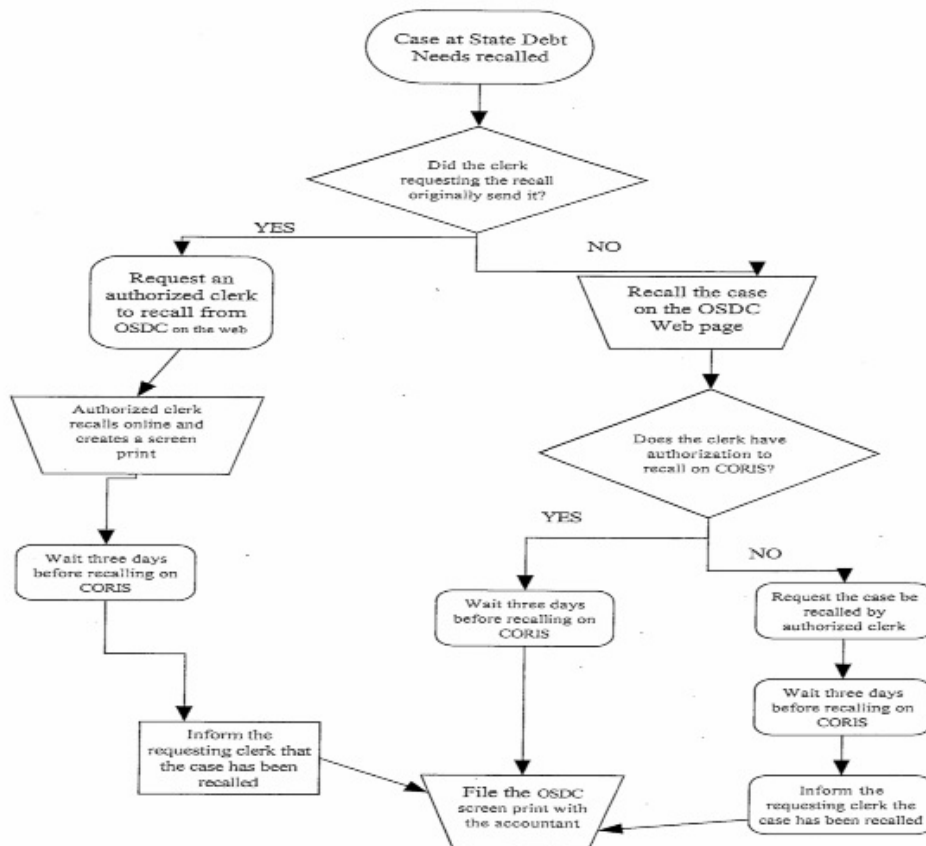 Case at State Debt
Needs recalled
Did the clerk
requesting the recall
originally send it?
YES
NO
Request an
authorized clerk
to recall from
OSDC on the web
Recall the case
on the OSDC
Web page
Authorized clerk
recalls online and
creates a screen
print
Does the clerk have
authorization to
recall on CORIS?
YES
NO
Wait three days
before recalling on
CORIS
Wait three days
before recalling on
CORIS
Request the case be
recalled by
authorized clerk
Wait three days
before recalling on
CORIS
Inform the
requesting clerk that
the case has been
recalled
File the OSDC
screen print with
the accountant
Inform the
requesting clerk the
case has been recalled